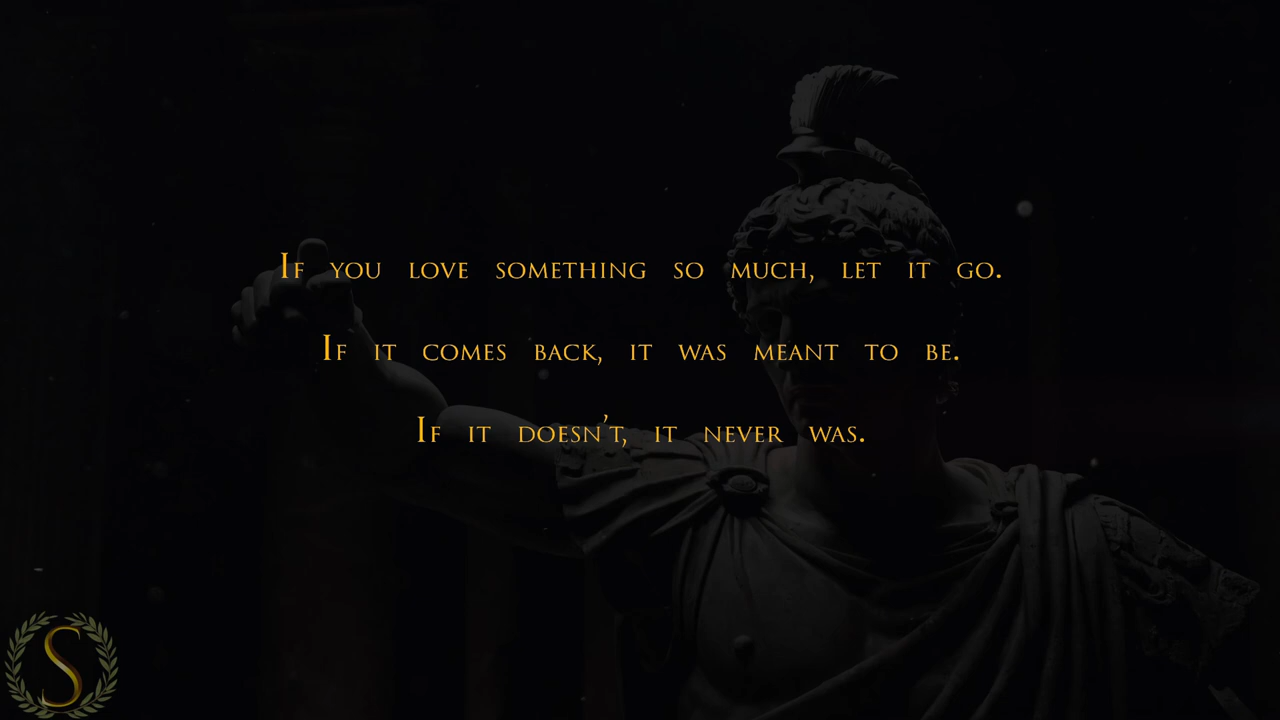 If you love something so much, let it go.
If it comes back, it was meant to be.
If it doesn't, it never was.
S